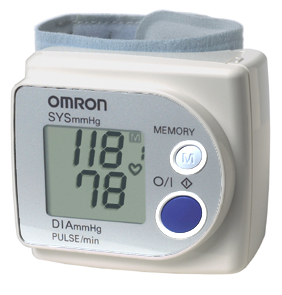 OMRON
SYSmmHg
MEMORY
118
M
78
O/I
DIAmmHg
PULSE/min